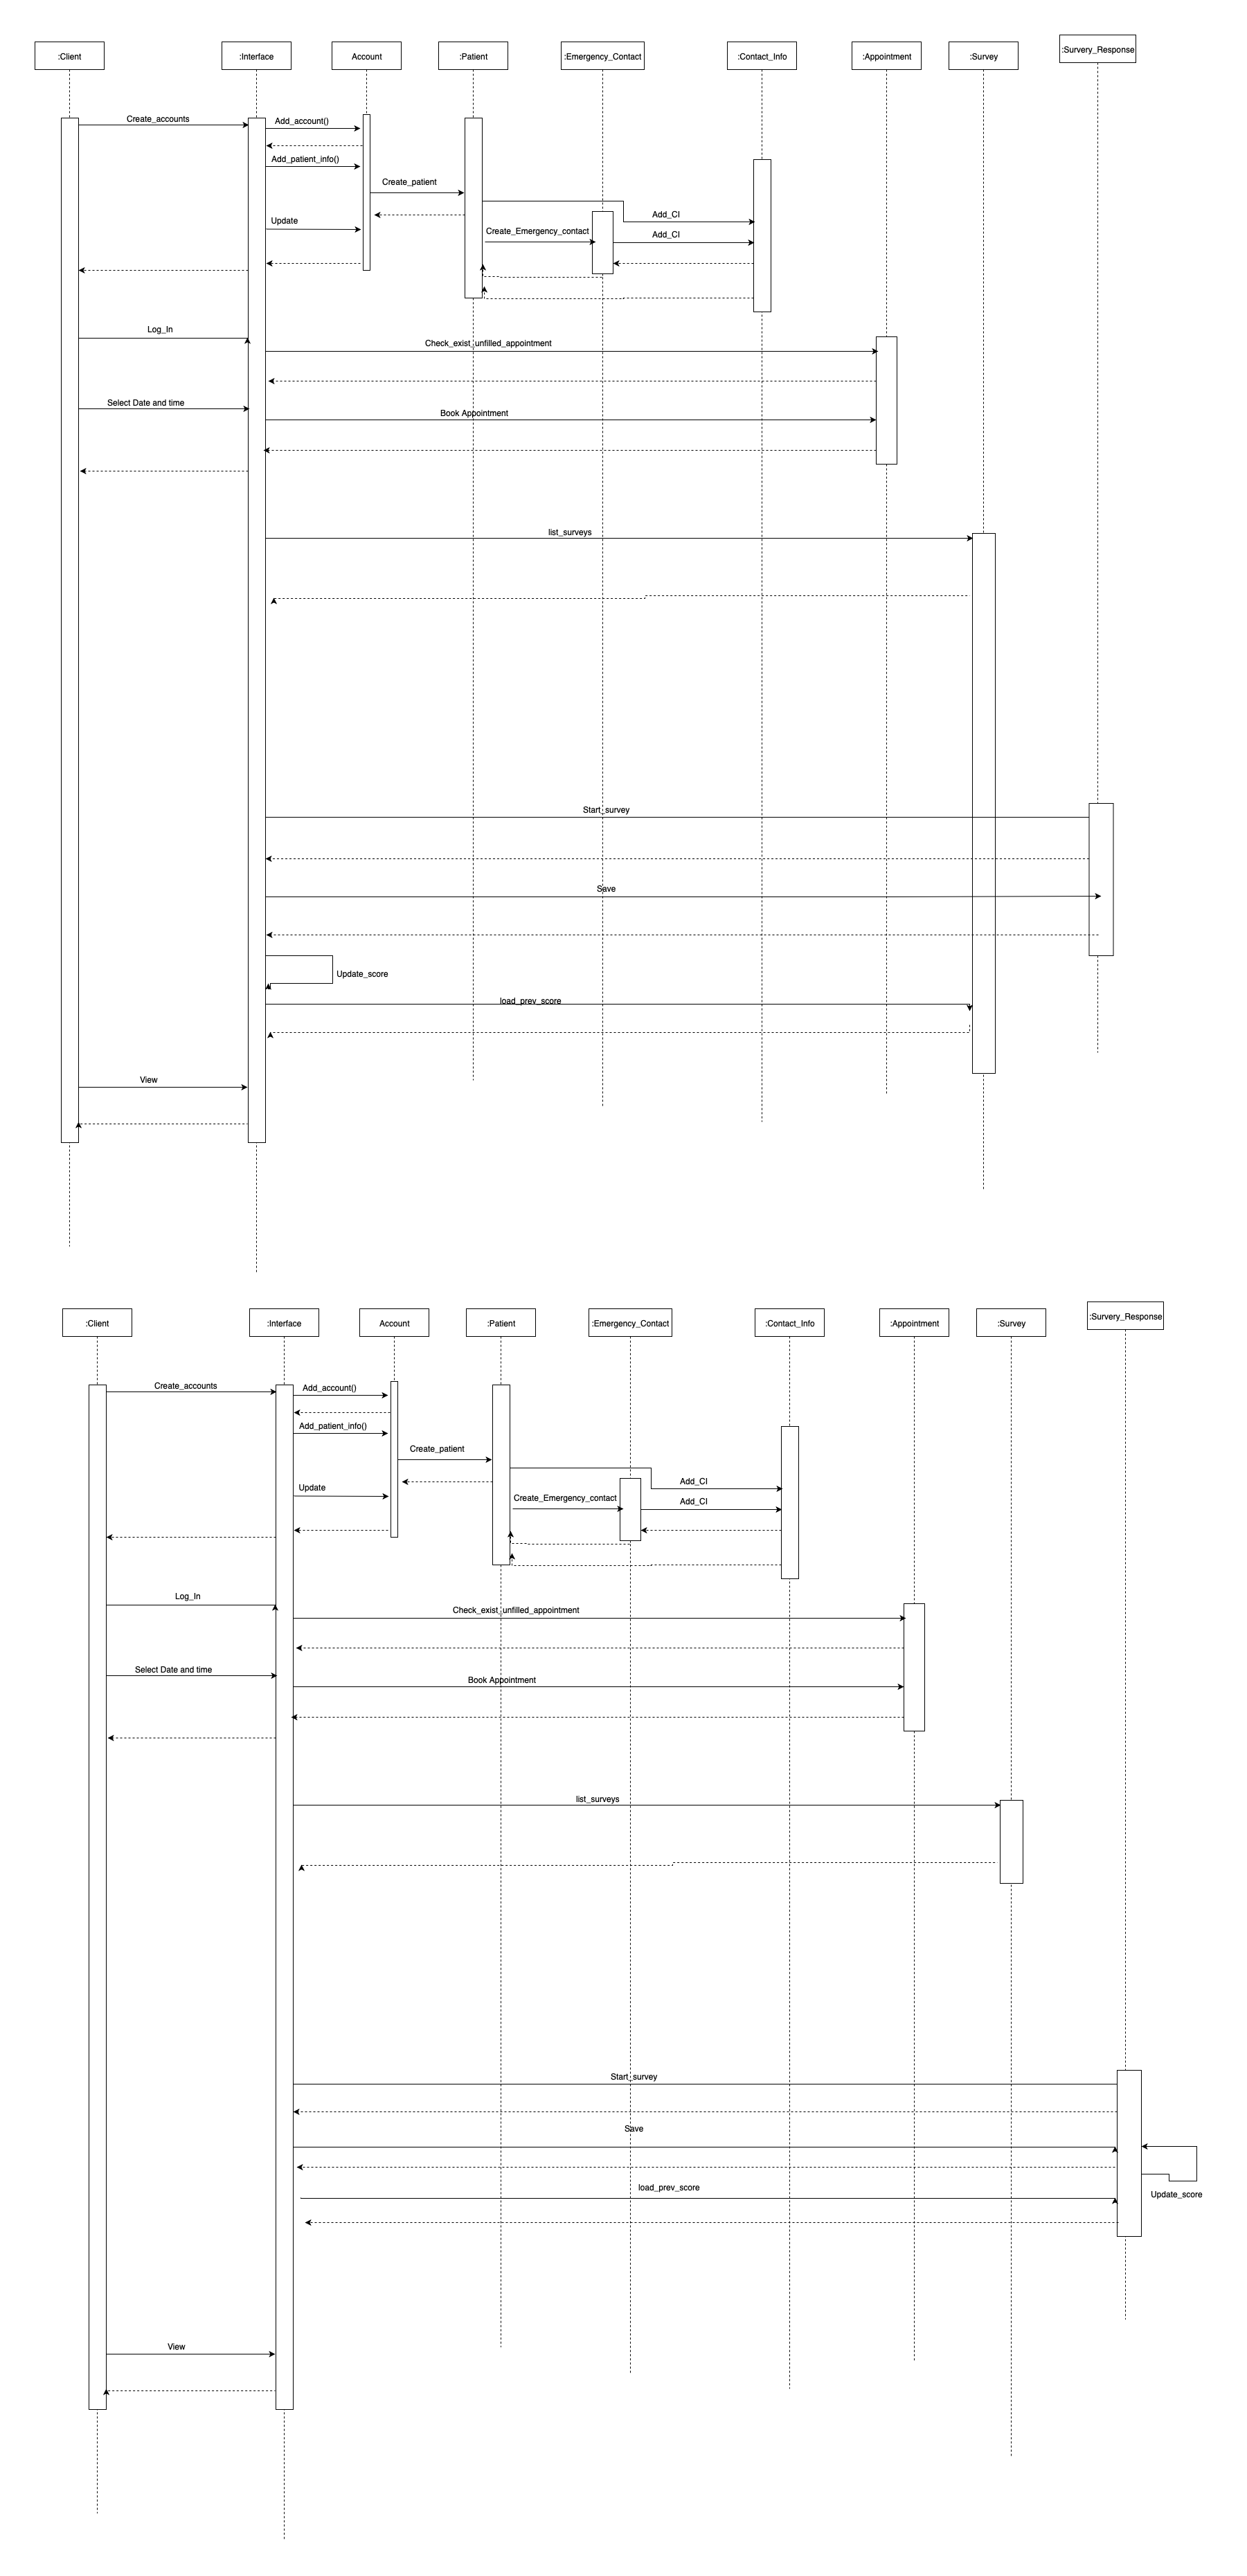 :Client
:Interface
Account
:Patient
:Emergency_Contact
:Contact_Info
:Appointment
:Survey
:Survery_Response
Create_accounts
Add_account()
Add_patient_info()
Create_patient
Add_CI
Update
Create_Emergency_contact
Add_CI
Log_In
Check_exist_unfilled_appointment
Select Date and time
Book Appointment
list_surveys
Start_survey
Save
Update_score
load_prev_score
View
:Client
:Interface
Account
:Patient
:Emergency_Contact
:Contact_Info
:Appointment
:Survey
:Survery_Response
Create_accounts
Add_account()
Add_patient_info()
Create_patient
Add_CI
Update
Create_Emergency_contact
Add_CI
Log_In
Check_exist_unfilled_appointment
Select Date and time
Book Appointment
list_surveys
Start_survey
Save
load_prev_score
Update_score
View